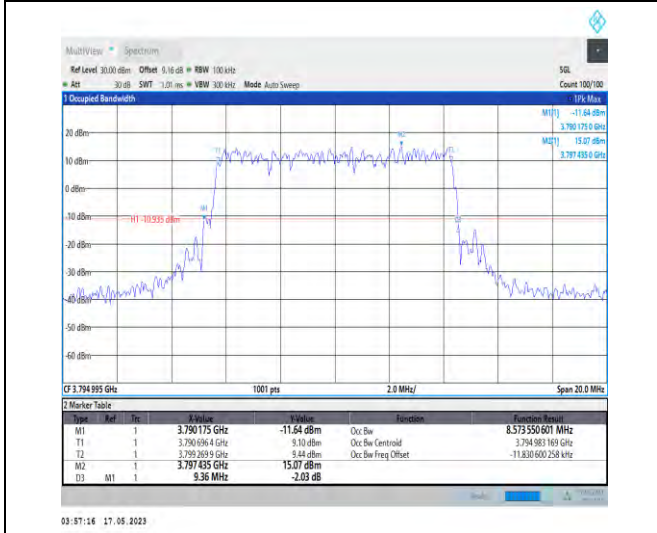 MultiView Spectrum
Ref Level 30.00 dBm Offset 9.16 dB RBW 100 kHz SGL
Att 30 dB SWT 1.01 ms VBW 300 kHz Mode Auto Sweep Count 100/100
1 Occupied Bandwidth 1Pk Max
M1[1] -11.64 dBm
3.790 175 0 GHz
M2[1] 15.07 dBm
3.797 435 0 GHz
20 dBm
M2
T1
10 dBm
0 dBm
M1
-10 dBm
H1 -10.935 dBm
D3
-20 dBm
-30 dBm
-40 dBm
-50 dBm
-60 dBm
CF 3.794 995 GHz 1001 pts 2.0 MHz/ Span 20.0 MHz
2 Marker Table
Type Ref Trc X-Value Y-Value Function Function Result
M1 1 3.790175 GHz -11.64 dBm Occ Bw 8.573 550 601 MHz
T1 1 3.790 696 4 GHz 9.10 dBm Occ Bw Centroid 3.794 983 169 GHz
T2 1 3.799 269 9 GHz 9.44 dBm Occ Bw Freq Offset -11.830 600 258 kHz
M2 1 3.797 435 GHz 15.07 dBm
D3 M1 1 9.36 MHz -2.03 dB
03:57:16 17.05.2023